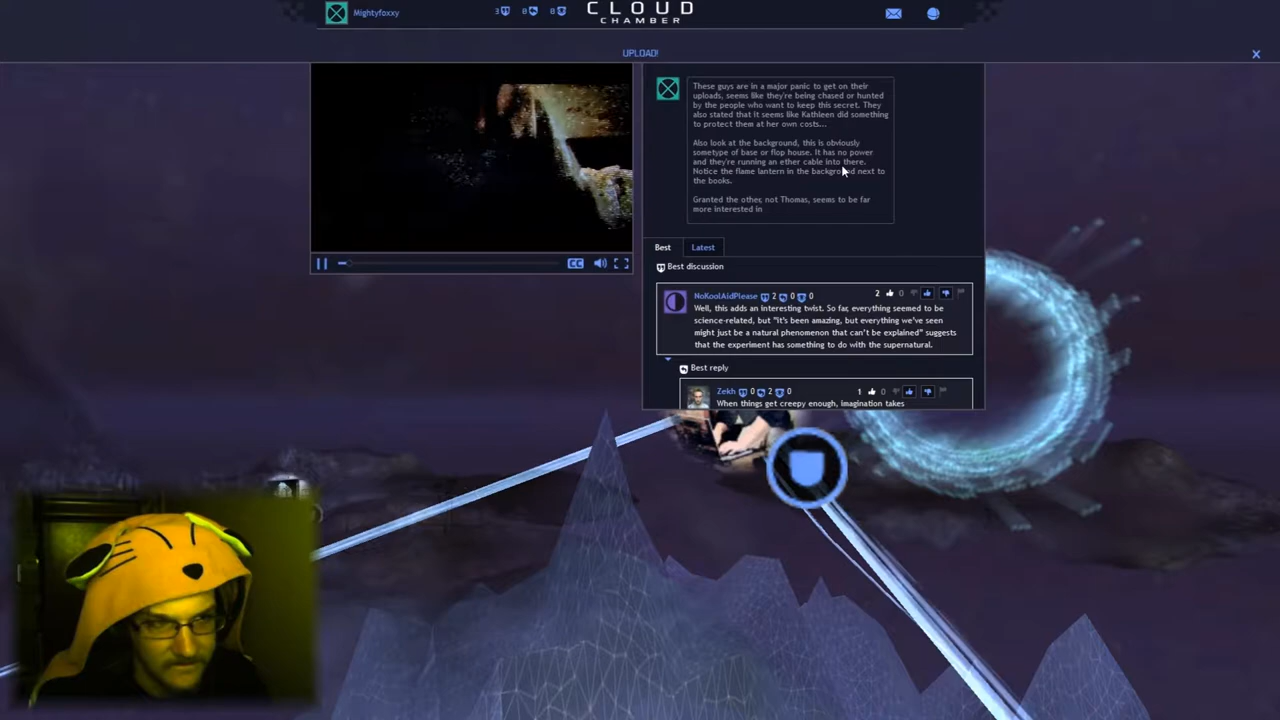 Mightyfoxxy
3
0
8
CLOUD
CHAMBER
UPLOAD!
These guys are in a major panic to get on their
uploads, seems like they're being chased or hunted
by the people who want to keep this secret. They
also stated that it seems like Kathleen did something
to protect them at her own costs...
Also look at the background, this is obviously
sometype of base or flop house. It has no power
and they're running an ether cable into there.
Notice the flame lantern in the background next to
the books.
Granted the other, not Thomas, seems to be far
more interested in
Best
Latest
Best discussion
NoKoolAidPlease 2 0 0
2 0
Well, this adds an interesting twist. So far, everything seemed to be
science-related, but "it's been amazing, but everything we've seen
might just be a natural phenomenon that can't be explained" suggests
that the experiment has something to do with the supernatural.
Best reply
Zekh 0 2 0
1 0
When things get creepy enough, imagination takes
CC